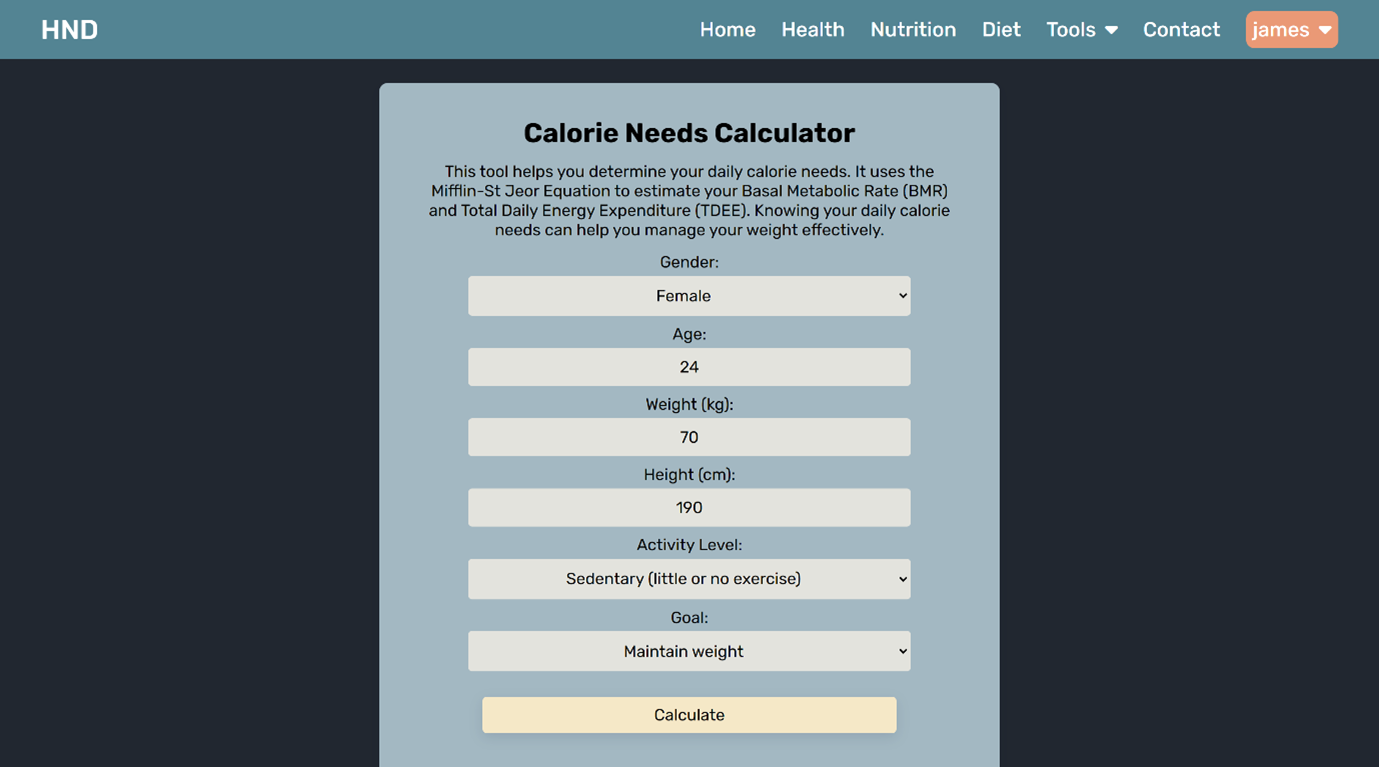 HND
Home Health Nutrition Diet Tools Contact james
Calorie Needs Calculator
This tool helps you determine your daily calorie needs. It uses the
Mifflin-St Jeor Equation to estimate your Basal Metabolic Rate (BMR)
and Total Daily Energy Expenditure (TDEE). Knowing your daily calorie
needs can help you manage your weight effectively.
Gender:
Female
Age:
24
Weight (kg):
70
Height (cm):
190
Activity Level:
Sedentary (little or no exercise)
Goal:
Maintain weight
Calculate